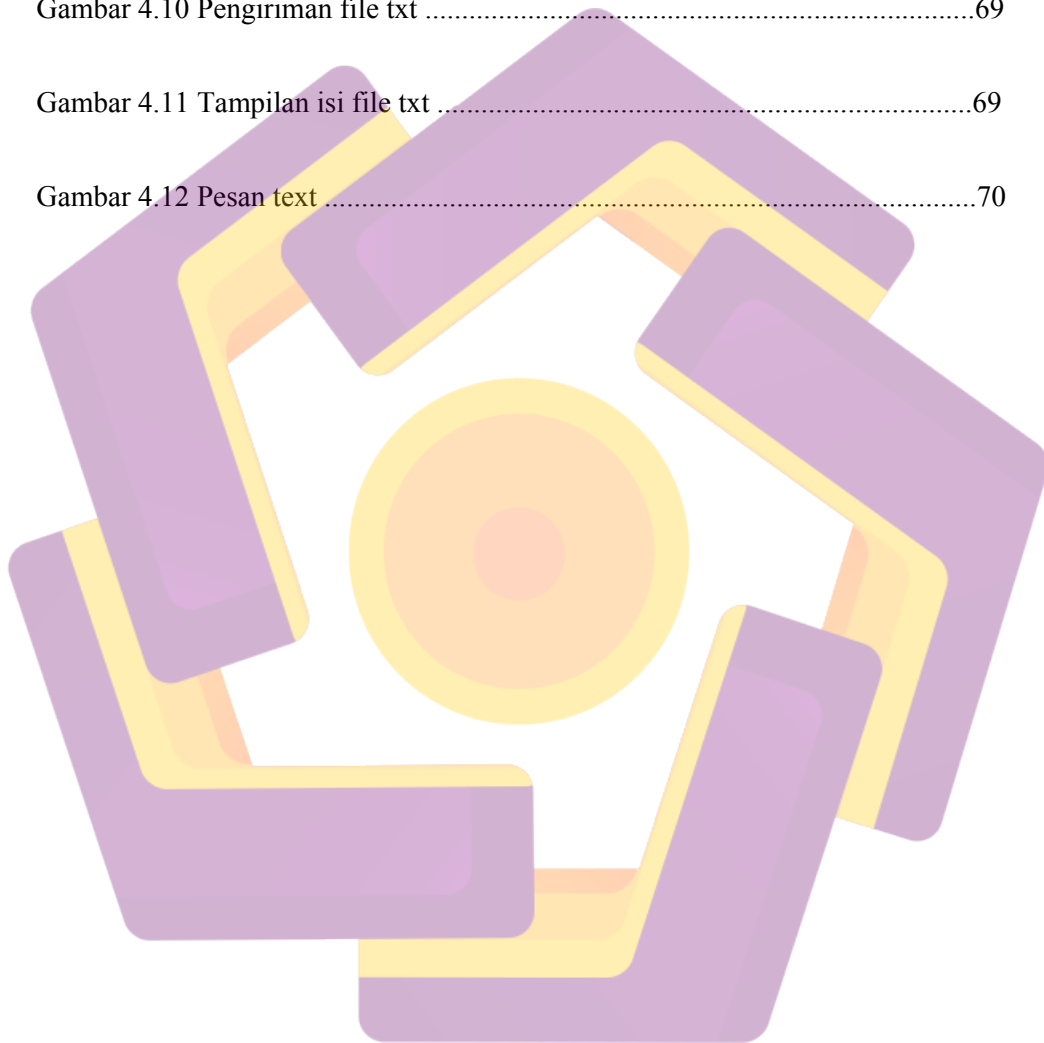 Gambar 4.10 Pengiriman file txt ......................................................................69
Gambar 4.11 Tampilan isi file txt ....................................................................69
Gambar 4.12 Pesan text ...................................................................................70